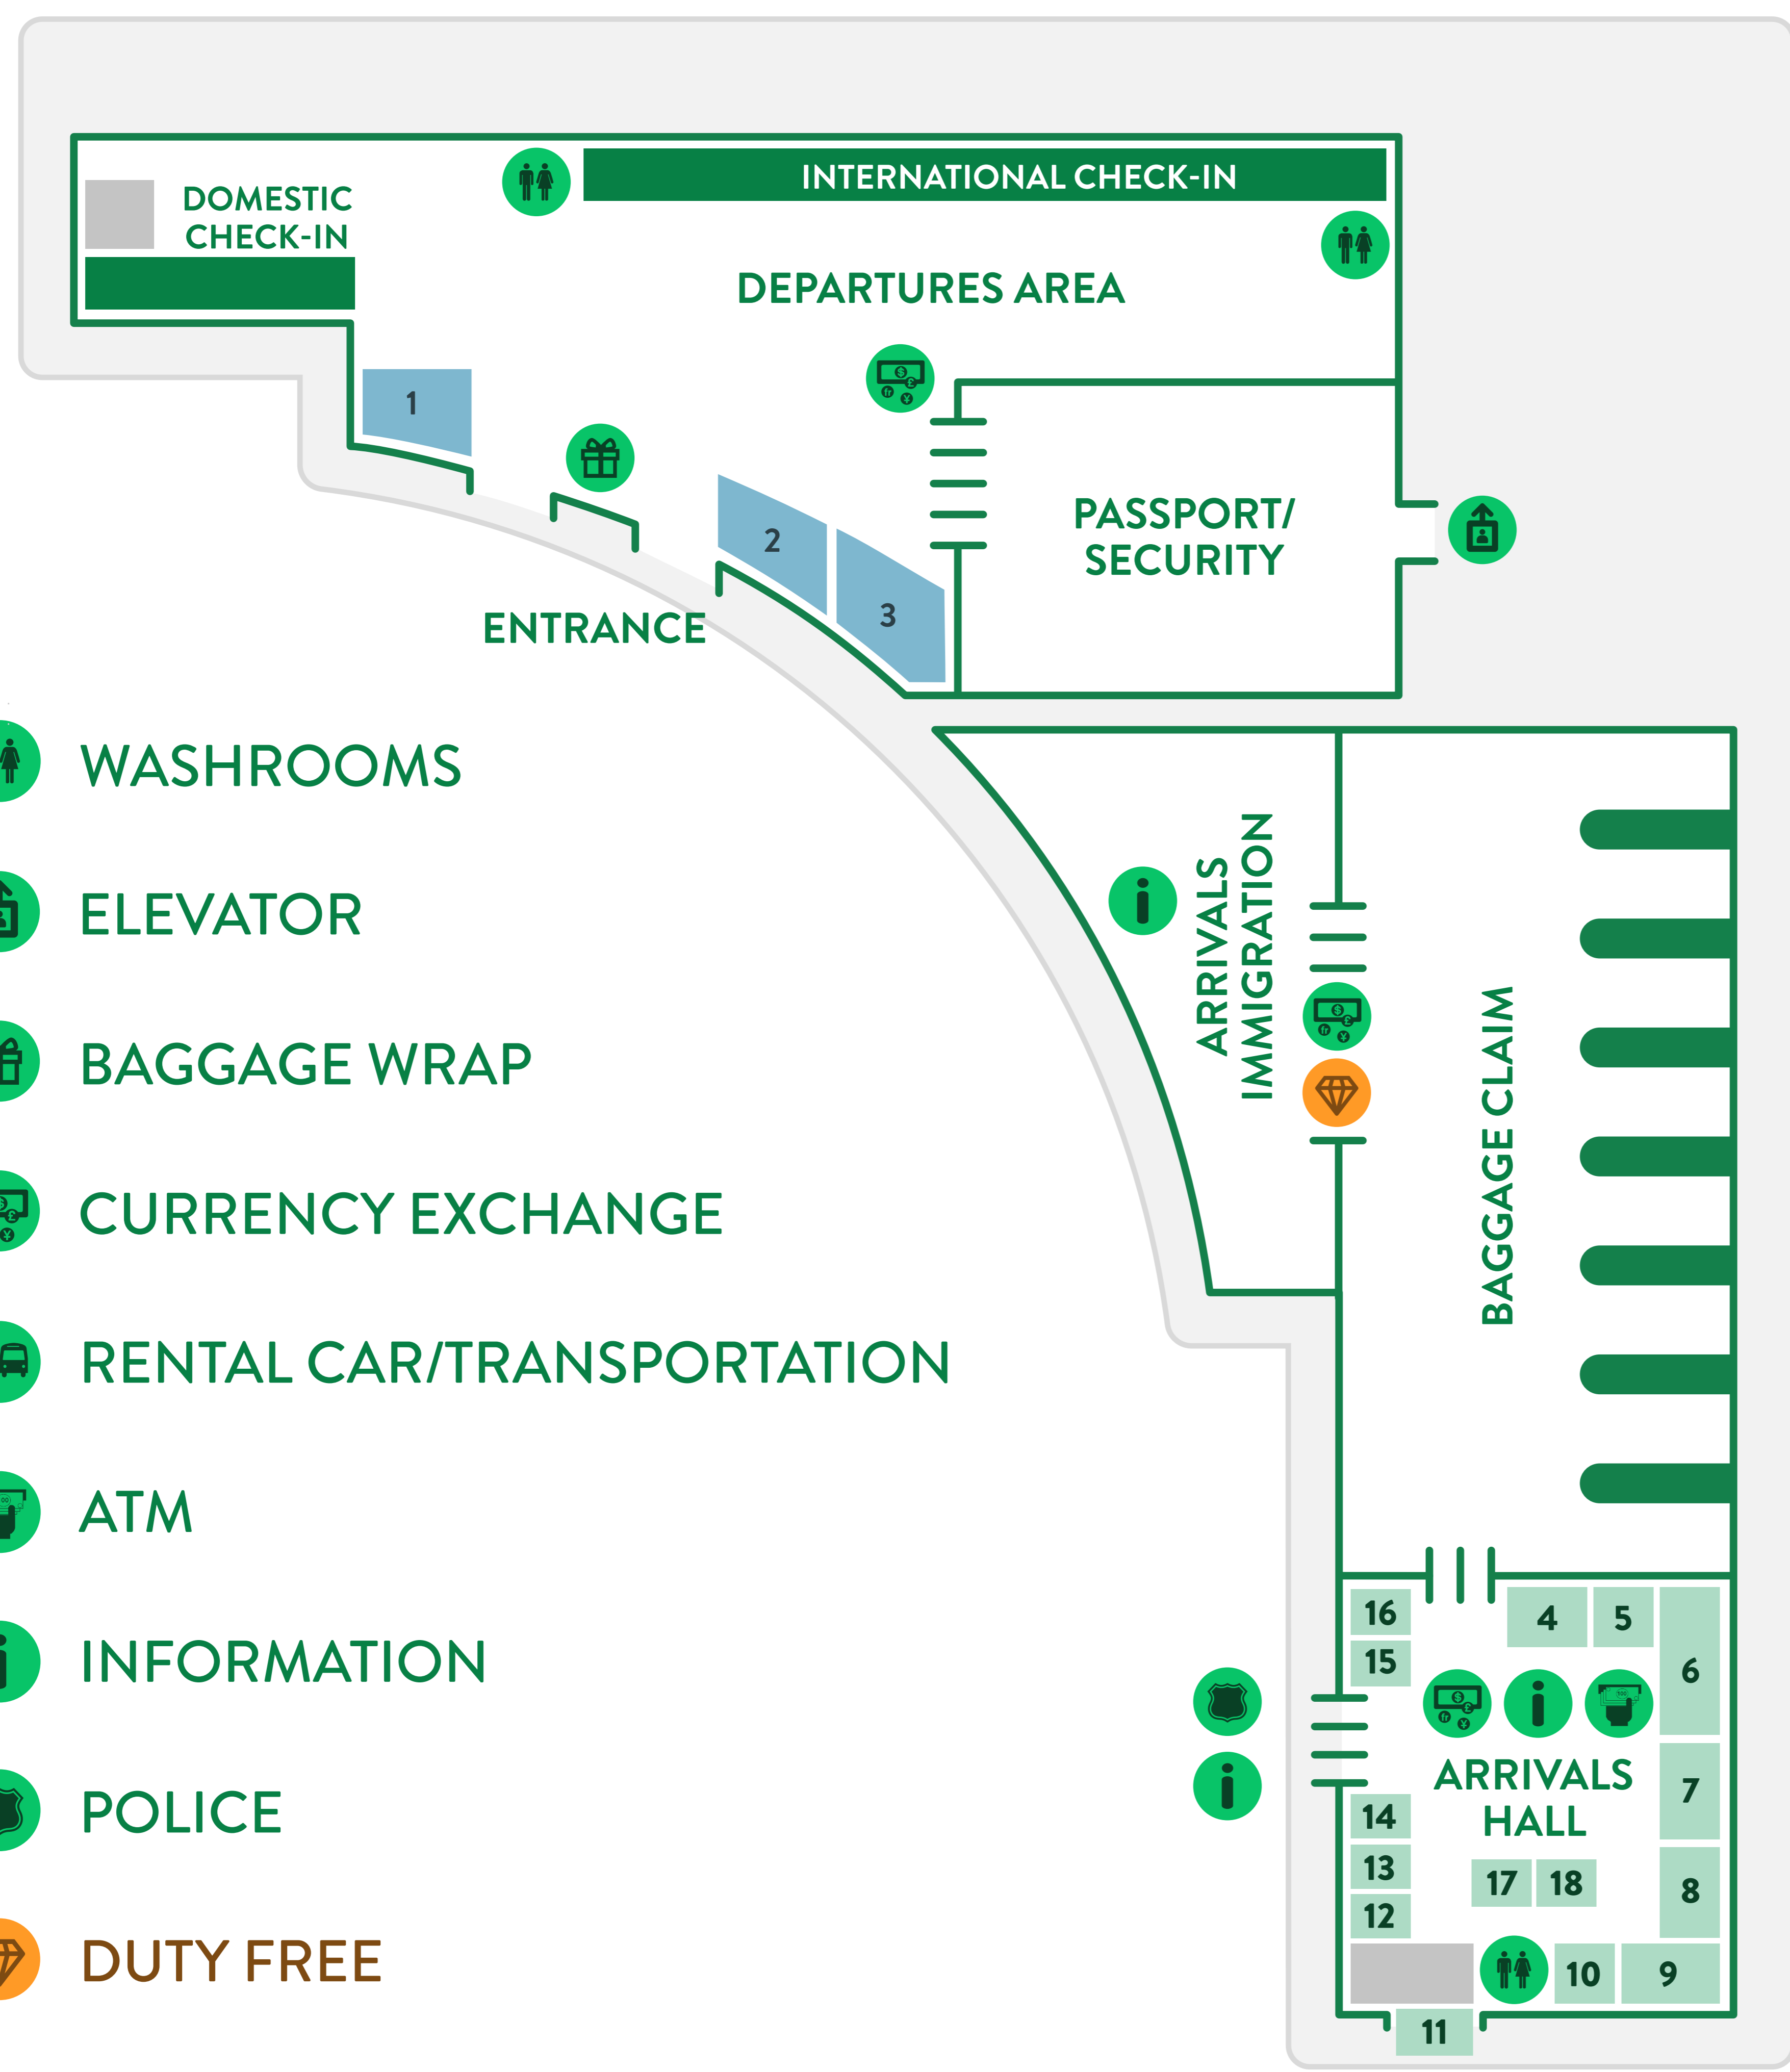 INTERNATIONAL CHECK-IN
DOMESTIC
CHECK-IN
DEPARTURES AREA
1
2
3
PASSPORT/
SECURITY
ENTRANCE
WASHROOMS
ELEVATOR
BAGGAGE WRAP
CURRENCY EXCHANGE
RENTAL CAR/TRANSPORTATION
ATM
INFORMATION
POLICE
DUTY FREE
ARRIVALS
IMMIGRATION
BAGGAGE CLAIM
16
15
4
5
6
7
ARRIVALS
HALL
14
13
12
17
18
8
10
9
11